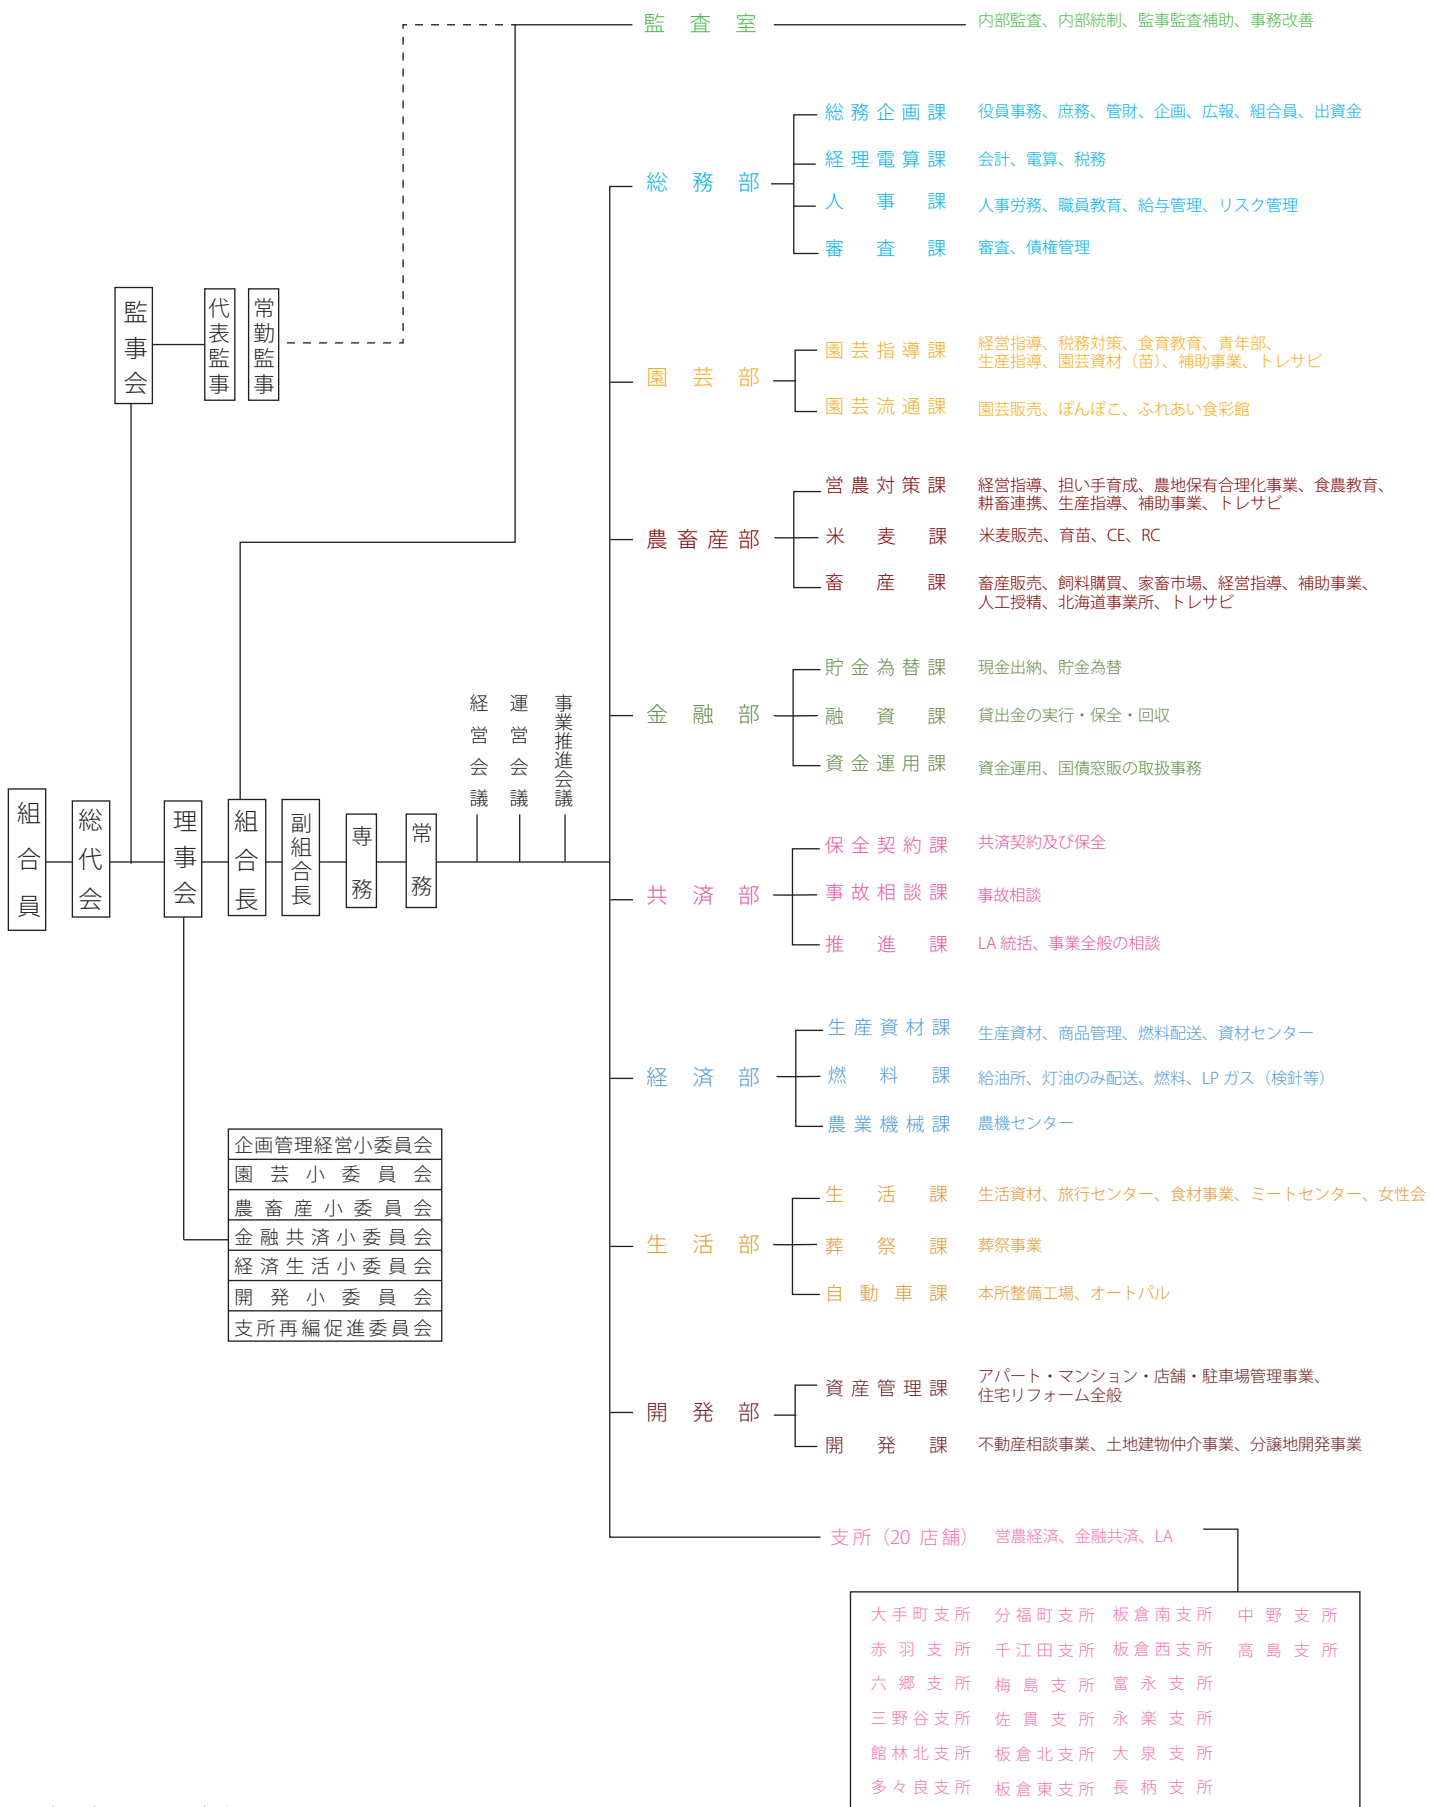 監査室
内部監査、内部統制、監事監査補助、事務改善
総務部
総務企画課
役員事務、庶務、管財、企画、広報、組合員、出資金
経理電算課
会計、電算、税務
人事課
人事労務、職員教育、給与管理、リスク管理
審査課
審査、債権管理
監事会
代表監事
常勤監事
園芸部
園芸指導課
経営指導、税務対策、食育教育、青年部、
生産指導、園芸資材（苗）、補助事業、トレサビ
園芸流通課
園芸販売、ぽんぽこ、ふれあい食彩館
農畜産部
営農対策課
経営指導、担い手育成、農地保有合理化事業、食農教育、
耕畜連携、生産指導、補助事業、トレサビ
米麦課
米麦販売、育苗、CE、RC
畜産課
畜産販売、飼料購買、家畜市場、経営指導、補助事業、
人工授精、北海道事業所、トレサビ
金融部
貯金為替課
現金出納、貯金為替
融資課
貸出金の実行・保全・回収
資金運用課
資金運用、国債窓販の取扱事務
組合員
総代会
理事会
組合長
副組合長
専務
常務
経営会議
運営会議
事業推進会議
共済部
保全契約課
共済契約及び保全
事故相談課
事故相談
推進課
LA 統括、事業全般の相談
経済部
生産資材課
生産資材、商品管理、燃料配送、資材センター
燃料課
給油所、灯油のみ配送、燃料、LP ガス（検針等）
農業機械課
農機センター
企画管理経営小委員会
園芸小委員会
農畜産小委員会
金融共済小委員会
経済生活小委員会
開発小委員会
支所再編促進委員会
生活部
生活課
生活資材、旅行センター、食材事業、ミートセンター、女性会
葬祭課
葬祭事業
自動車課
本所整備工場、オートパル
開発部
資産管理課
アパート・マンション・店舗・駐車場管理事業、
住宅リフォーム全般
開発課
不動産相談事業、土地建物仲介事業、分譲地開発事業
支所（20 店舗） 営農経済、金融共済、LA
大手町支所 分福町支所 板倉南支所 中野支所
赤羽支所 千江田支所 板倉西支所 高島支所
六郷支所 梅島支所 富永支所
三野谷支所 佐貫支所 永楽支所
館林北支所 板倉北支所 大泉支所
多々良支所 板倉東支所 長柄支所